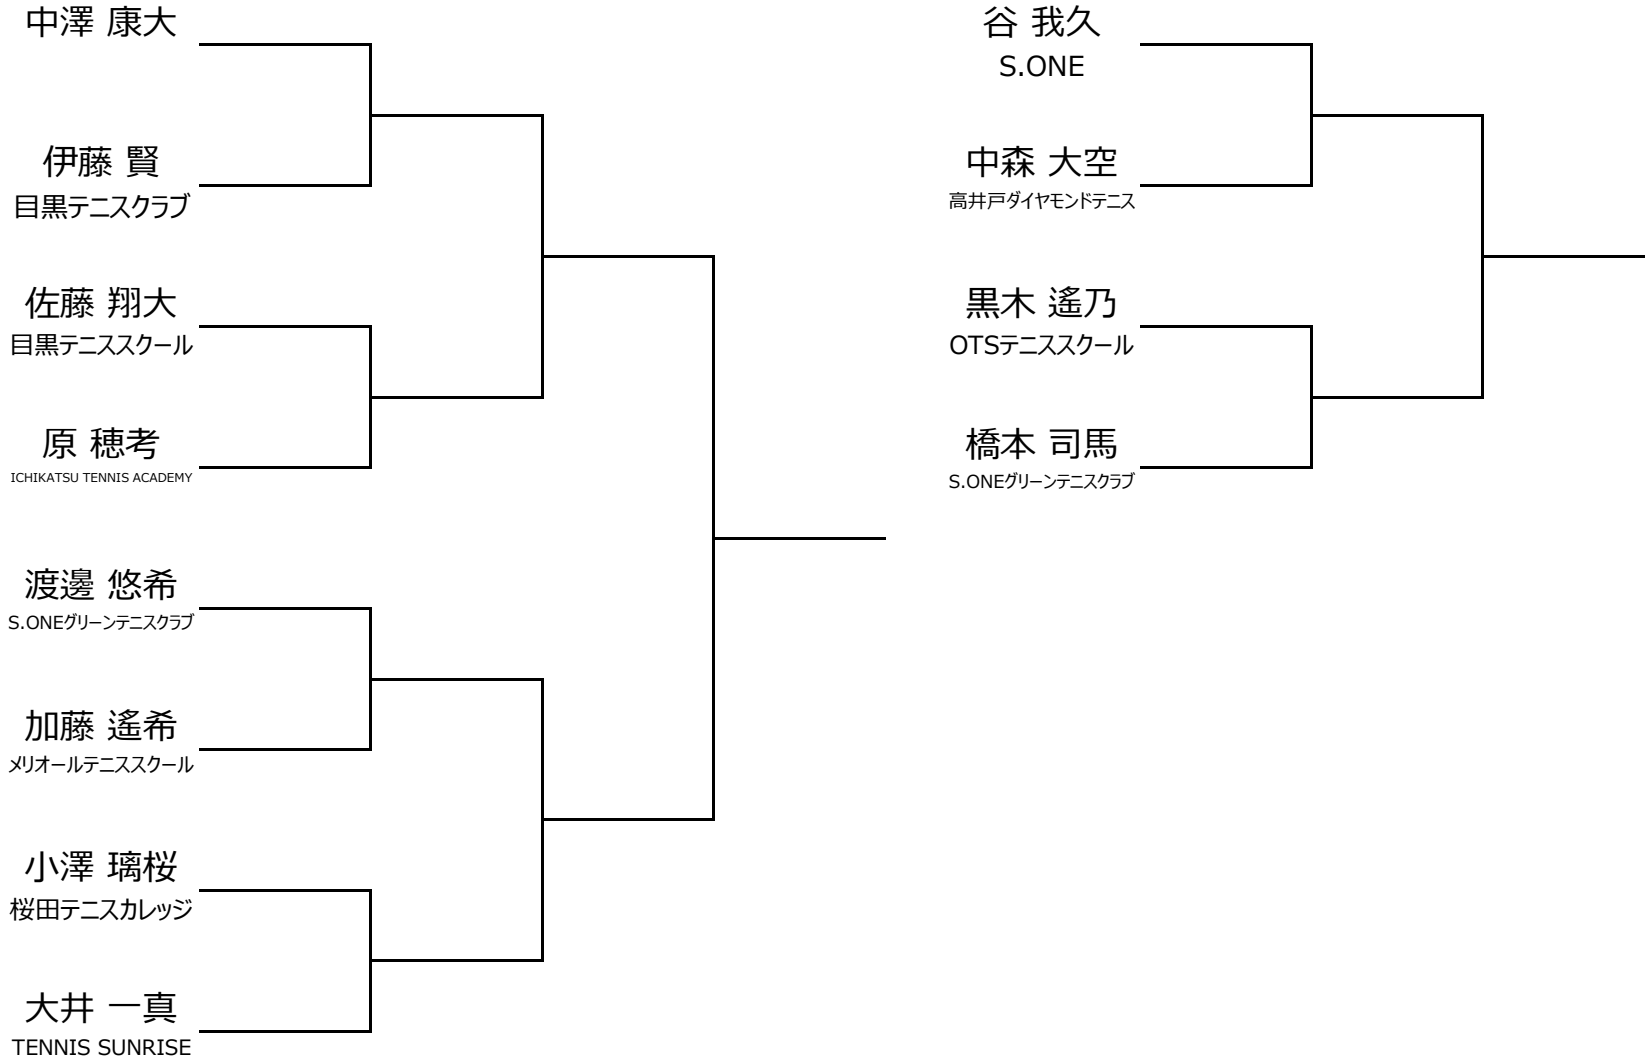 中澤 康大
伊藤 賢
目黒テニスクラブ
佐藤 翔大
目黒テニススクール
原 穂考
ICHIKATSU TENNIS ACADEMY
渡邊 悠希
S.ONEグリーンテニスクラブ
加藤 遙希
メリオールテニススクール
小澤 璃桜
桜田テニスカレッジ
大井 一真
TENNIS SUNRISE
谷 我久
S.ONE
中森 大空
高井戸ダイヤモンドテニス
黒木 遙乃
OTSテニススクール
橋本 司馬
S.ONEグリーンテニスクラブ